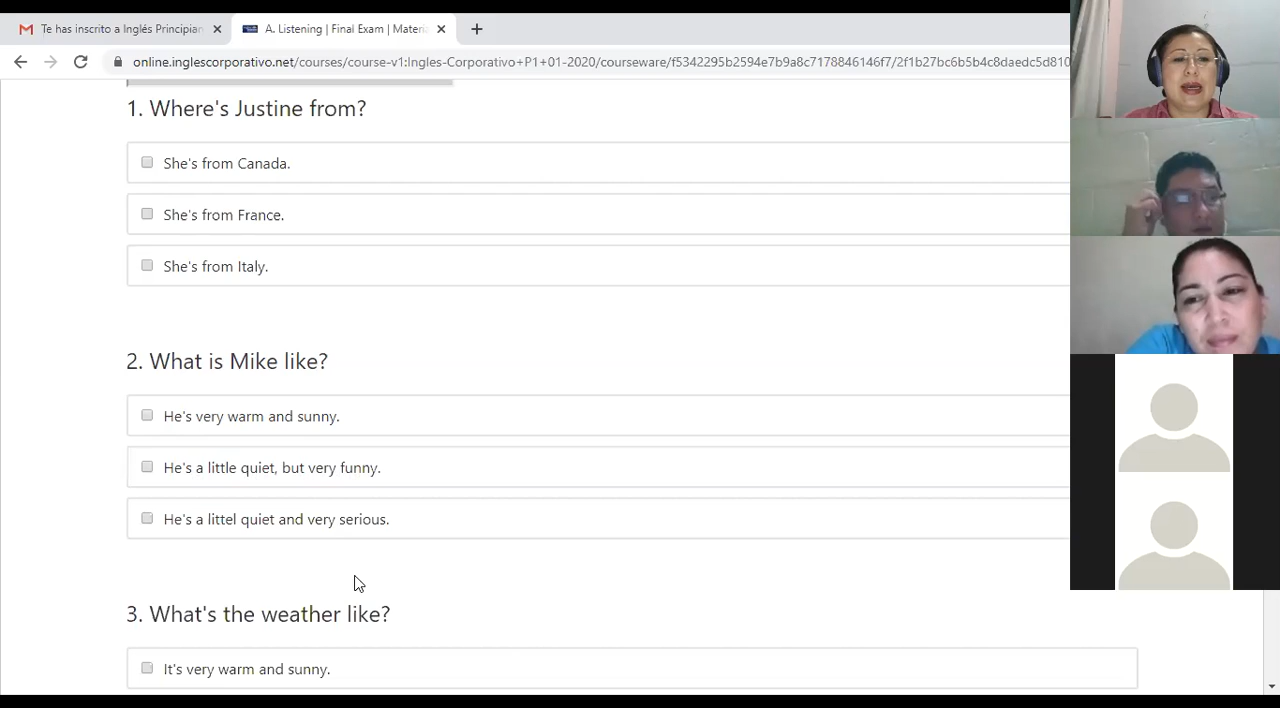 Te has inscrito a Inglés Principian
A. Listening | Final Exam | Materi
online.inglescorporativo.net/courses/course-v1:Ingles-Corporativo+P1+01-2020/courseware/f5342295b2594e7b9a8c7178846146f7/2f1b27bc6b5b4c8daedc5d810
1. Where's Justine from?
She's from Canada.
She's from France.
She's from Italy.
2. What is Mike like?
He's very warm and sunny.
He's a little quiet, but very funny.
He's a littel quiet and very serious.
3. What's the weather like?
It's very warm and sunny.